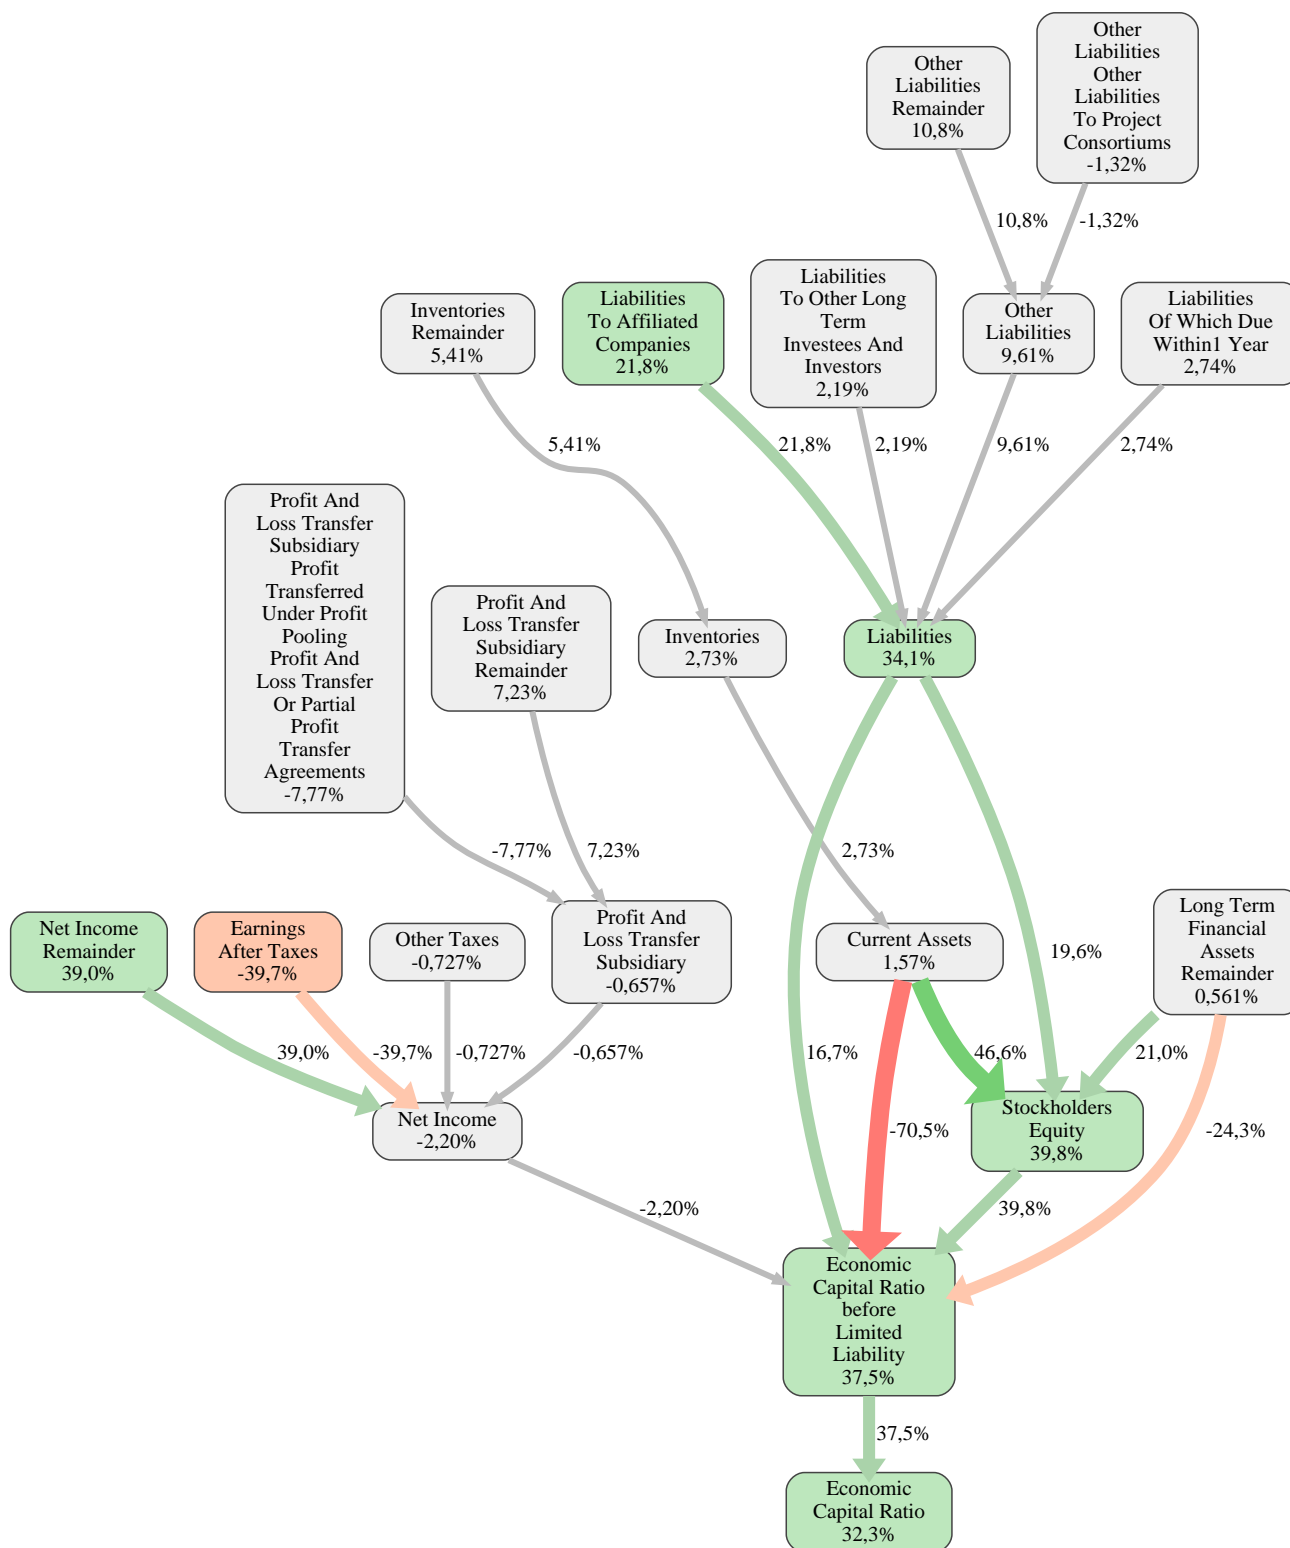 Other
Liabilities
Remainder
10,8%
Other
Liabilities
Other
Liabilities
To Project
Consortiums
-1,32%
10,8%
-1,32%
Inventories
Remainder
5,41%
Liabilities
To Affiliated
Companies
21,8%
Liabilities
To Other Long
Term
Investees And
Investors
2,19%
Other
Liabilities
9,61%
Liabilities
Of Which Due
Within1 Year
2,74%
5,41%
21,8%
2,19%
9,61%
2,74%
Profit And
Loss Transfer
Subsidiary
Profit
Transferred
Under Profit
Pooling
Profit And
Loss Transfer
Or Partial
Profit
Transfer
Agreements
-7,77%
Profit And
Loss Transfer
Subsidiary
Remainder
7,23%
Inventories
2,73%
Liabilities
34,1%
-7,77%
7,23%
2,73%
Net Income
Remainder
39,0%
Earnings
After Taxes
-39,7%
Other Taxes
-0,727%
Profit And
Loss Transfer
Subsidiary
-0,657%
Current Assets
1,57%
19,6%
Long Term
Financial
Assets
Remainder
0,561%
39,0%
-39,7%
-0,727%
-0,657%
16,7%
46,6%
21,0%
Net Income
-2,20%
-70,5%
Stockholders
Equity
39,8%
-24,3%
-2,20%
39,8%
Economic
Capital Ratio
before
Limited
Liability
37,5%
37,5%
Economic
Capital Ratio
32,3%